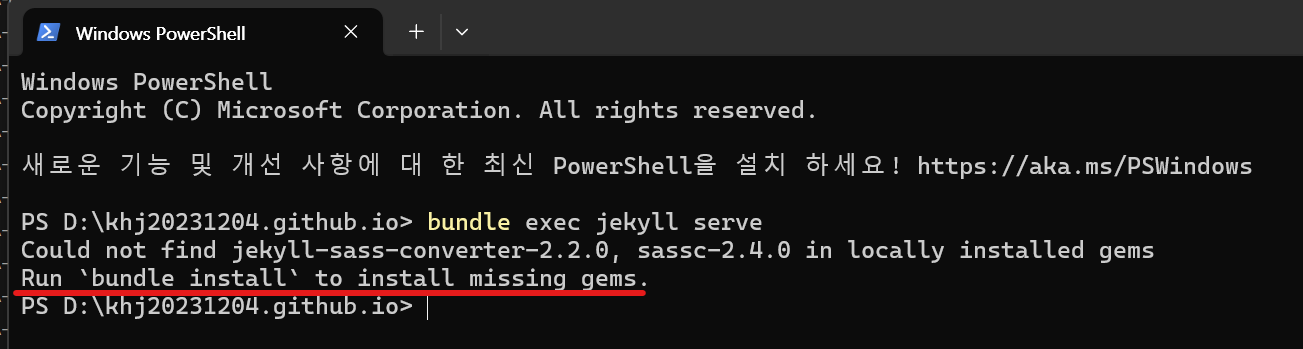 Windows PowerShell
Windows PowerShell
Copyright (C) Microsoft Corporation. All rights reserved.
새로운 기능 및 개선 사항에 대 한 최신 PowerShell을 설치 하세요! https://aka.ms/PSWindows
PS D:\khj20231204.github.io> bundle exec jekyll serve
Could not find jekyll-sass-converter-2.2.0, sassc-2.4.0 in locally installed gems
Run `bundle install` to install missing gems.
PS D:\khj20231204.github.io>